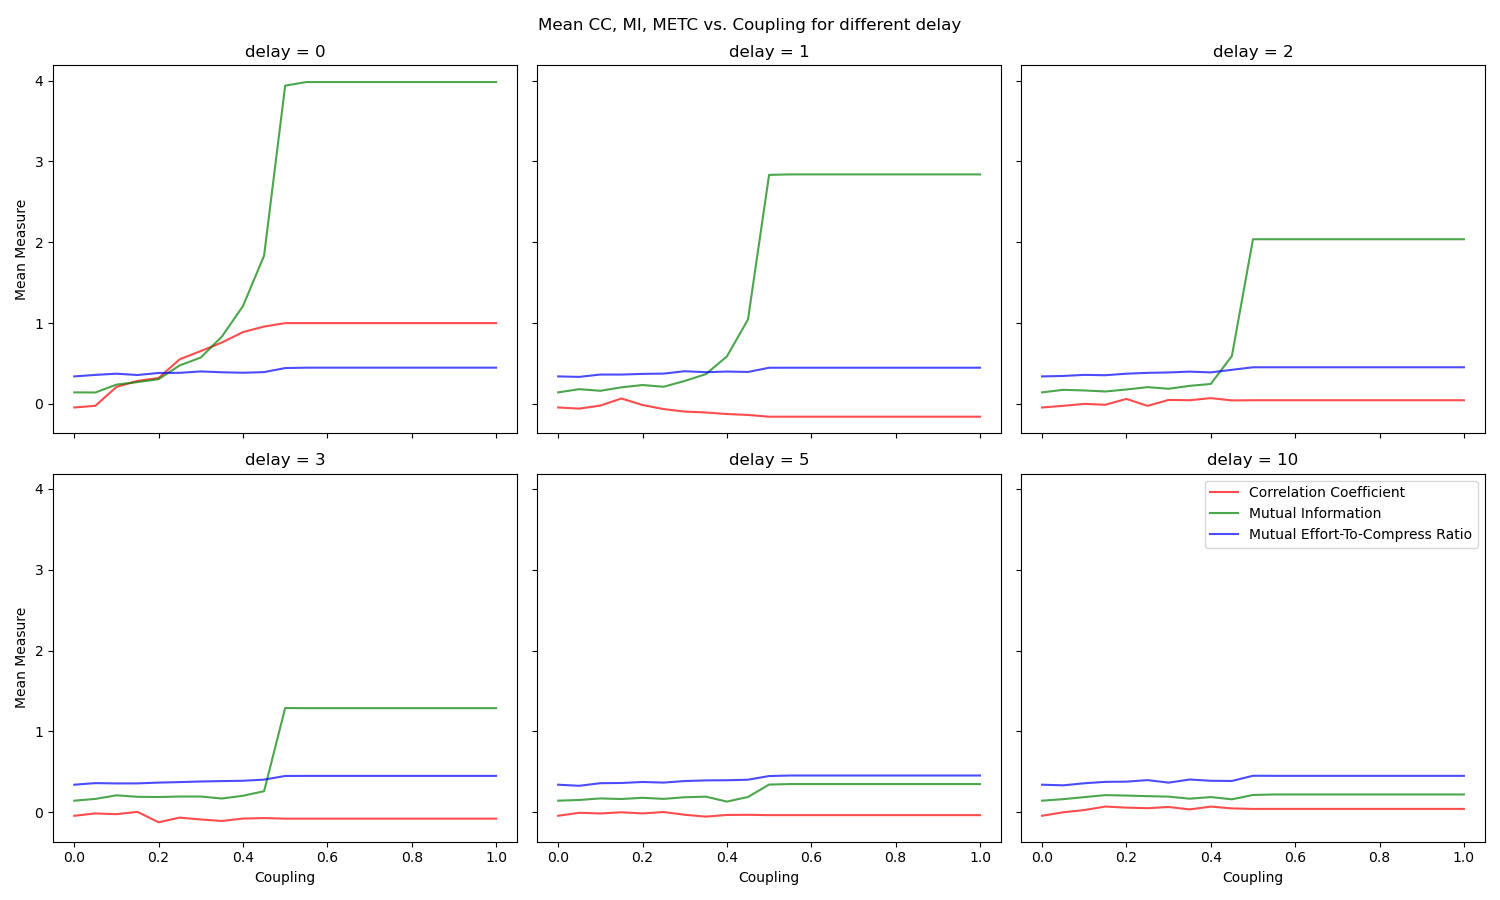 Mean CC, MI, METC vs. Coupling for different delay
delay = 0
delay = 1
delay = 2
4
3
2
1
0
Mean Measure
delay = 3
delay = 5
delay = 10
Correlation Coefficient
Mutual Information
Mutual Effort-To-Compress Ratio
4
3
2
1
0
Mean Measure
0.0 0.2 0.4 0.6 0.8 1.0
0.0 0.2 0.4 0.6 0.8 1.0
0.0 0.2 0.4 0.6 0.8 1.0
Coupling
Coupling
Coupling